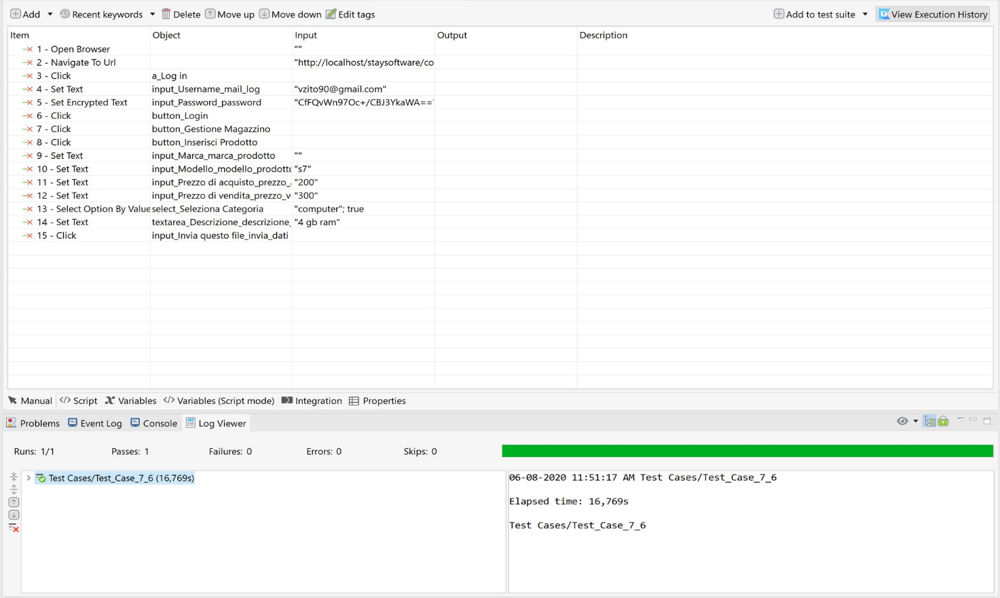 Add Recent keywords Delete Move up Move down Edit tags Add to test suite View Execution History
Item Object Input Output Description
1 - Open Browser ""
2 - Navigate To Url "http://localhost/staysoftware/co
3 - Click a_Log in
4 - Set Text input_Username_mail_log "vzito90@gmail.com"
5 - Set Encrypted Text input_Password_password "CfFQvWn97Oc+/CBJ3YkaWA=="
6 - Click button_Login
7 - Click button_Gestione Magazzino
8 - Click button_Inserisci Prodotto
9 - Set Text input_Marca_marca_prodotto ""
10 - Set Text input_Modello_modello_prodotto "s7"
11 - Set Text input_Prezzo di acquisto_prezzo_ "200"
12 - Set Text input_Prezzo di vendita_prezzo_v "300"
13 - Select Option By Value select_Seleziona Categoria "computer"; true
14 - Set Text textarea_Descrizione_descrizione_ "4 gb ram"
15 - Click input_Invia questo file_invia_dati
Manual </> Script Variables </> Variables (Script mode) Integration Properties
Problems Event Log Console Log Viewer
Runs: 1/1 Passes: 1 Failures: 0 Errors: 0 Skips: 0
Test Cases/Test_Case_7_6 (16,769s)
06-08-2020 11:51:17 AM Test Cases/Test_Case_7_6
Elapsed time: 16,769s
Test Cases/Test_Case_7_6